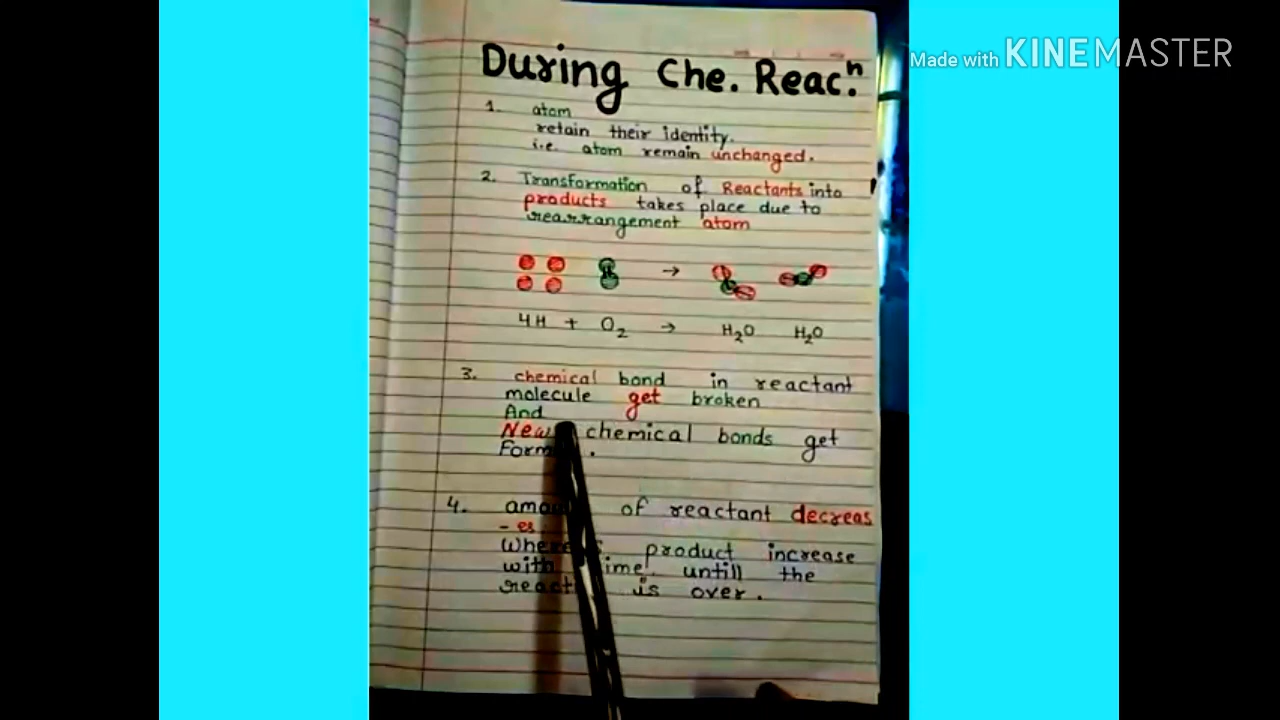 Made with KINEMASTER
During Che. Reacⁿ.
1. atom
retain their identity.
i.e. atom remain unchanged.
2. Transformation of Reactants into
products takes place due to
rearrangement atom
→
4H + O₂ → H₂O H₂O
3. chemical bond in reactant
molecule get broken
And
New chemical bonds get
4. of reactant decreas
- es
product increase
with untill the
is over.